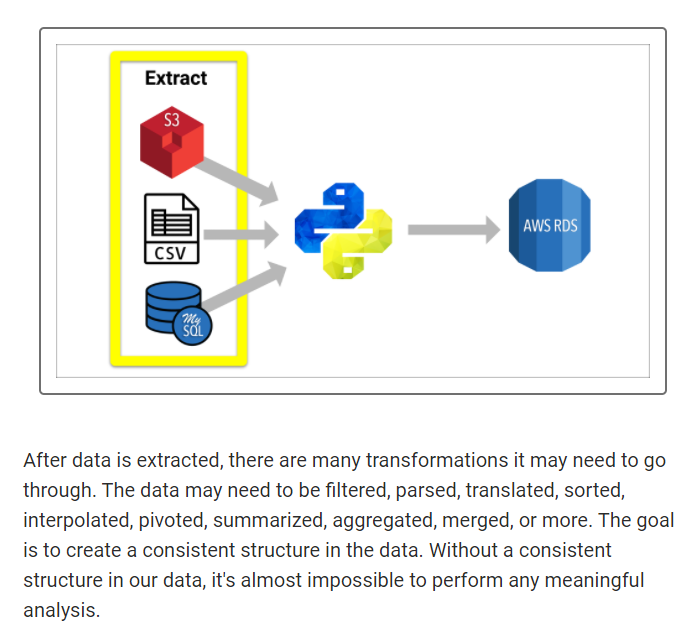 Extract
S3
CSV
My
SQL
AWS RDS
After data is extracted, there are many transformations it may need to go
through. The data may need to be filtered, parsed, translated, sorted,
interpolated, pivoted, summarized, aggregated, merged, or more. The goal
is to create a consistent structure in the data. Without a consistent
structure in our data, it's almost impossible to perform any meaningful
analysis.